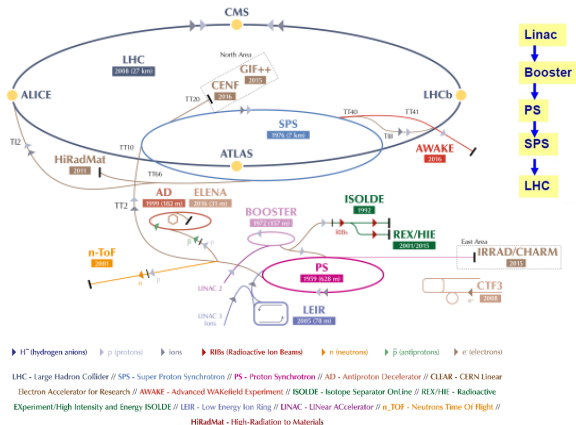 CMS
LHC
2008 (27 km)
North Area
GIF++
2015
CENF
2016
ALICE
LHCb
TT20
TT40
TT41
SPS
1976 (7 km)
TI8
TI2
TT10
HiRadMat
2011
ATLAS
AWAKE
2016
TT66
AD
1999 (182 m)
ELENA
2016 (31 m)
TT2
BOOSTER
1972 (157 m)
ISOLDE
1992
RIBs
REX/HIE
2001/2015
p
p̄
n-ToF
2001
n
p
East Area
IRRAD/CHARM
2015
PS
1959 (628 m)
LINAC 2
CTF3
2008
e⁻
LINAC 3
Ions
LEIR
2005 (78 m)
Linac
Booster
PS
SPS
LHC
H⁻ (hydrogen anions) p (protons) ions RIBs (Radioactive Ion Beams) n (neutrons) p̄ (antiprotons) e⁻ (electrons)
LHC - Large Hadron Collider // SPS - Super Proton Synchrotron // PS - Proton Synchrotron // AD - Antiproton Decelerator // CLEAR - CERN Linear
Electron Accelerator for Research // AWAKE - Advanced WAKefield Experiment // ISOLDE - Isotope Separator OnLine // REX/HIE - Radioactive
EXperiment/High Intensity and Energy ISOLDE // LEIR - Low Energy Ion Ring // LINAC - LINear ACcelerator // n_TOF - Neutrons Time Of Flight //
HiRadMat - High-Radiation to Materials